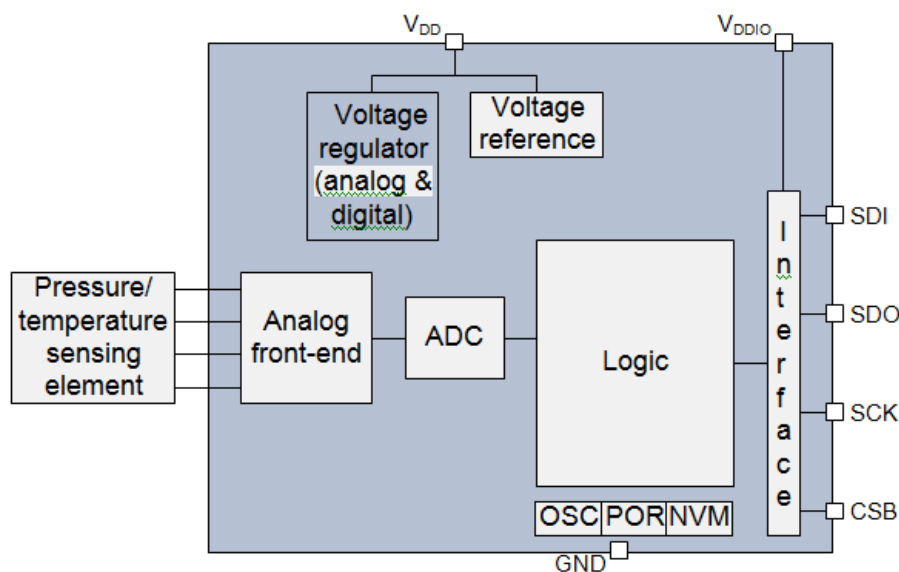 VDD
VDDIO
Voltage
regulator
(analog &
digital)
Voltage
reference
Pressure/
temperature
sensing
element
Analog
front-end
ADC
Logic
Interface
SDI
SDO
SCK
CSB
OSC POR NVM
GND